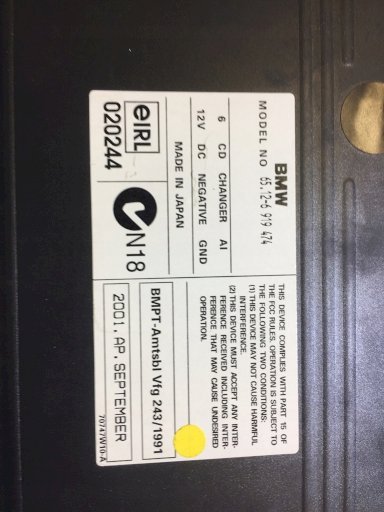 BMW
MODEL NO 65.12-6 919 474
6 CD CHANGER AI
12V DC NEGATIVE GND
MADE IN JAPAN
eIRL
020244
N18
THIS DEVICE COMPLIES WITH PART 15 OF
THE FCC RULES. OPERATION IS SUBJECT TO
THE FOLLOWING TWO CONDITIONS:
(1) THIS DEVICE MAY NOT CAUSE HARMFUL
INTERFERENCE.
(2) THIS DEVICE MUST ACCEPT ANY INTER-
FERENCE RECEIVED INCLUDING INTER-
FERENCE THAT MAY CAUSE UNDESIRED
OPERATION.
BMPT-Amtsbl Vfg 243/1991
2001. AP. SEPTEMBER
7074/W10-A